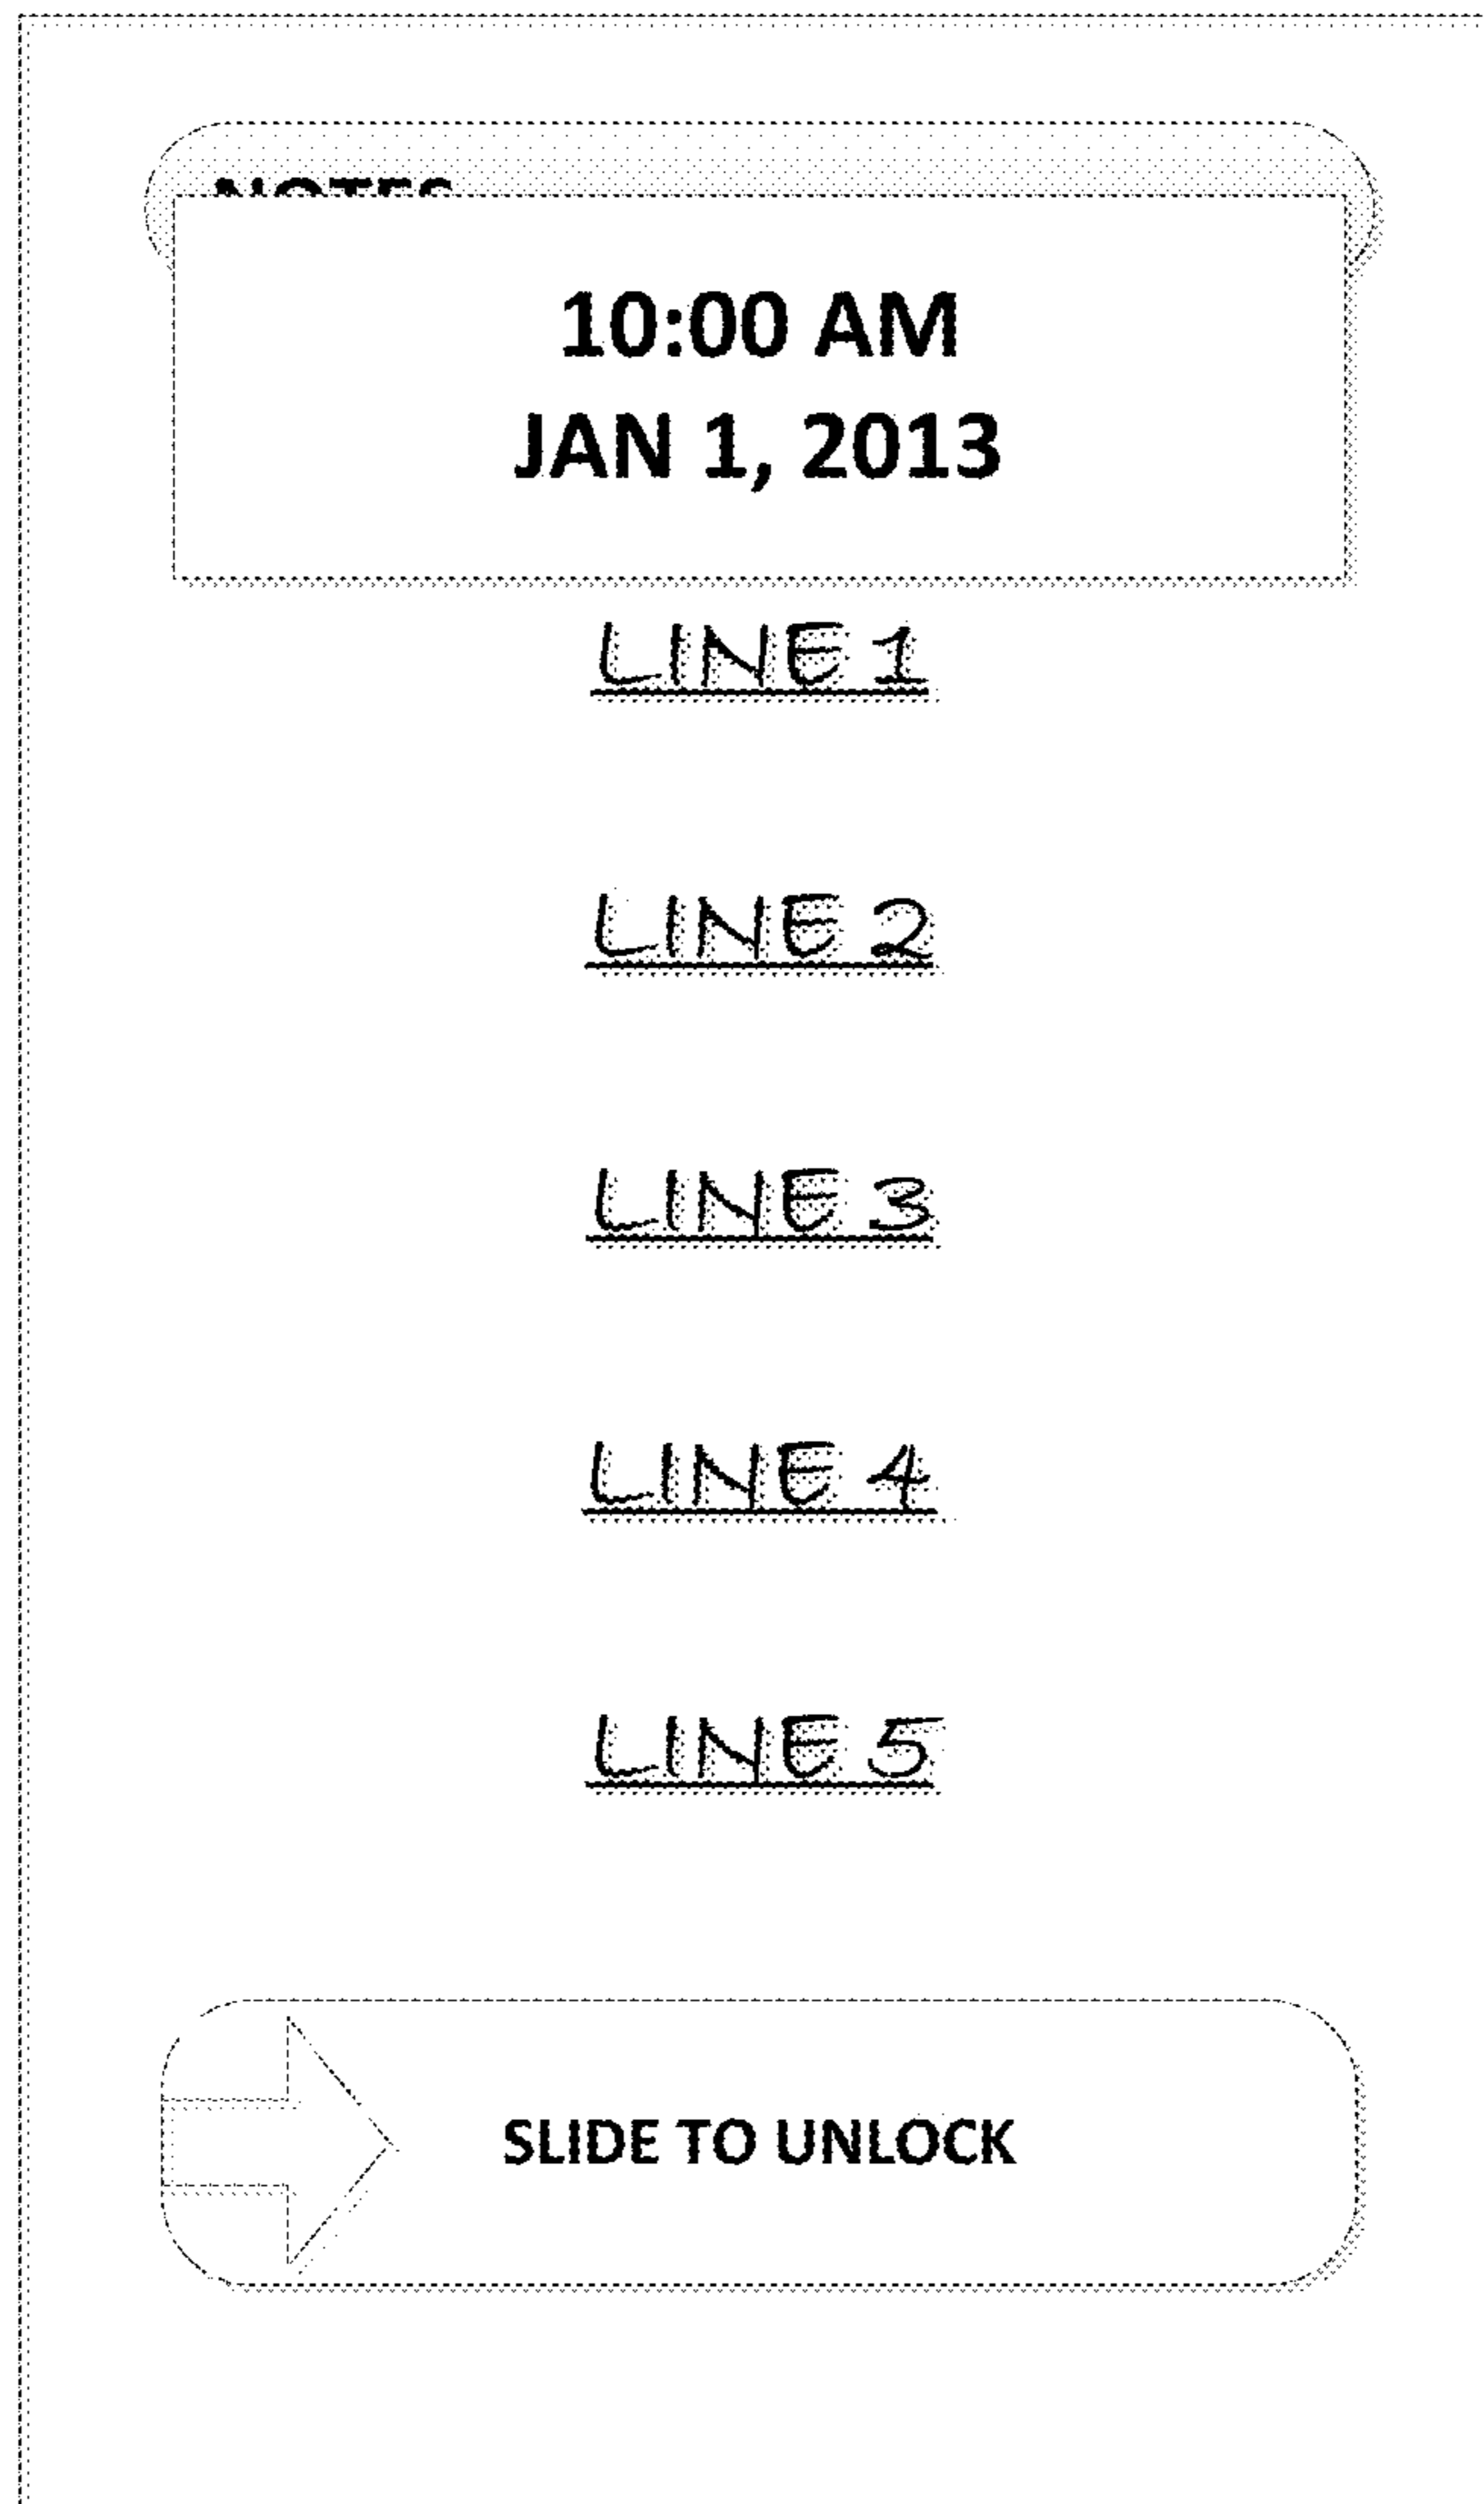 10:00 AM
JAN 1, 2013
LINE 1
LINE 2
LINE 3
LINE 4
LINE 5
SLIDE TO UNLOCK